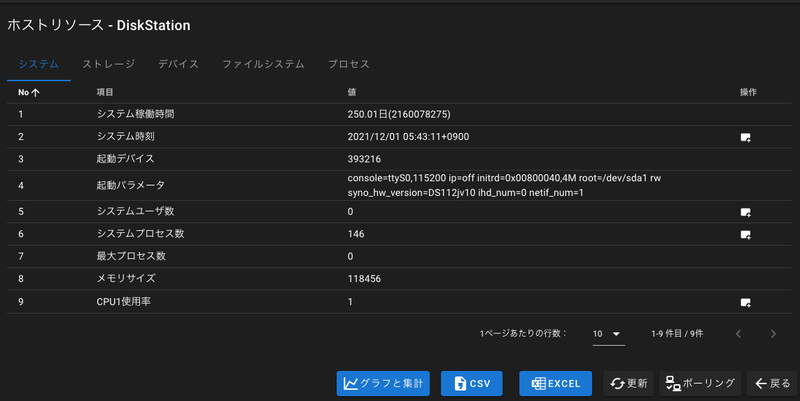 ホストリソース - DiskStation
システム ストレージ デバイス ファイルシステム プロセス
No 項目 値 操作
1 システム稼働時間 250.01日(2160078275)
2 システム時刻 2021/12/01 05:43:11+0900
3 起動デバイス 393216
4 起動パラメータ console=ttyS0,115200 ip=off initrd=0x00800040,4M root=/dev/sda1 rw
syno_hw_version=DS112jv10 ihd_num=0 netif_num=1
5 システムユーザ数 0
6 システムプロセス数 146
7 最大プロセス数 0
8 メモリサイズ 118456
9 CPU1使用率 1
1ページあたりの行数： 10 1-9 件目 / 9件
グラフと集計 CSV EXCEL 更新 ポーリング 戻る